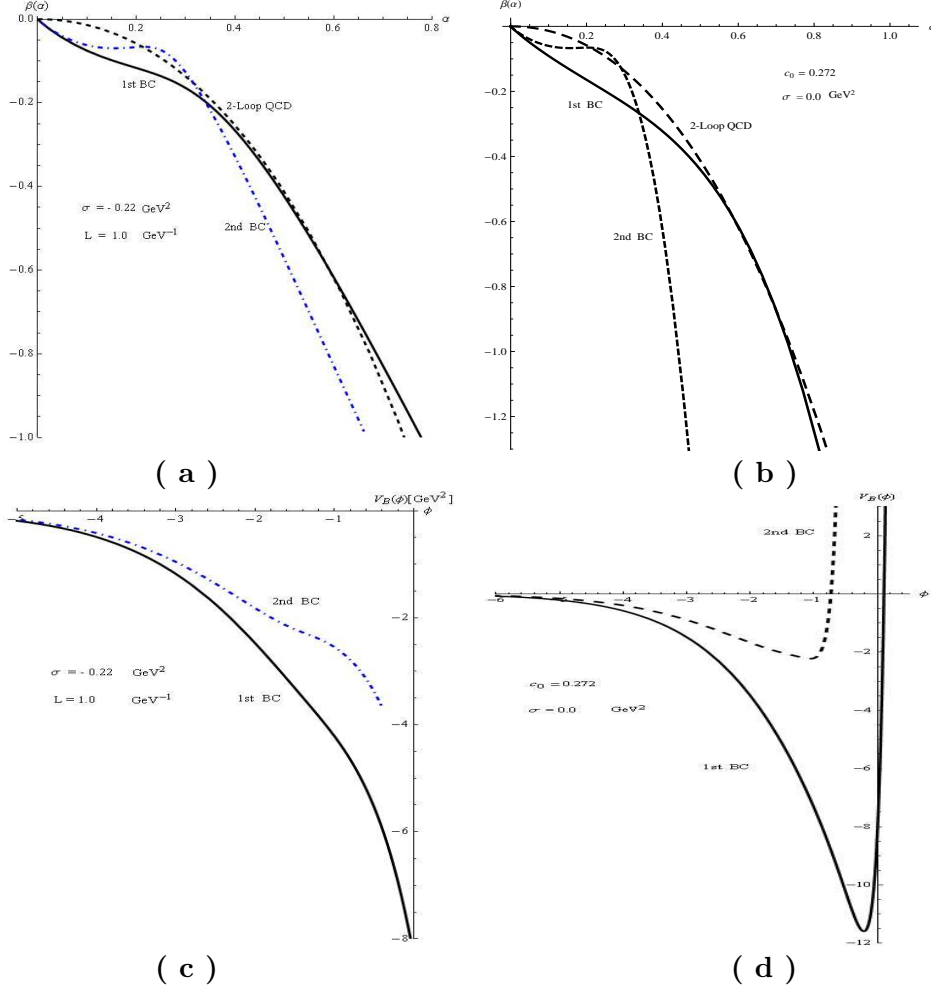 β(α)
0.0
0.2
0.4
0.6
0.8
α
−0.2
−0.4
−0.6
−0.8
−1.0
1st BC
2-Loop QCD
2nd BC
σ = - 0.22 GeV²
L = 1.0 GeV⁻¹
( a )
β(α)
0.2
0.4
0.6
0.8
1.0
−0.2
−0.4
−0.6
−0.8
−1.0
−1.2
c₀ = 0.272
σ = 0.0 GeV²
1st BC
2-Loop QCD
2nd BC
( b )
V_B(ϕ)[GeV²]
−5
−4
−3
−2
−1
ϕ
−2
−4
−6
−8
2nd BC
1st BC
σ = - 0.22 GeV²
L = 1.0 GeV⁻¹
( c )
V_B(ϕ)
2
−6
−4
−3
−2
−1
ϕ
−2
−4
−6
−8
−10
−12
2nd BC
c₀ = 0.272
σ = 0.0 GeV²
1st BC
( d )